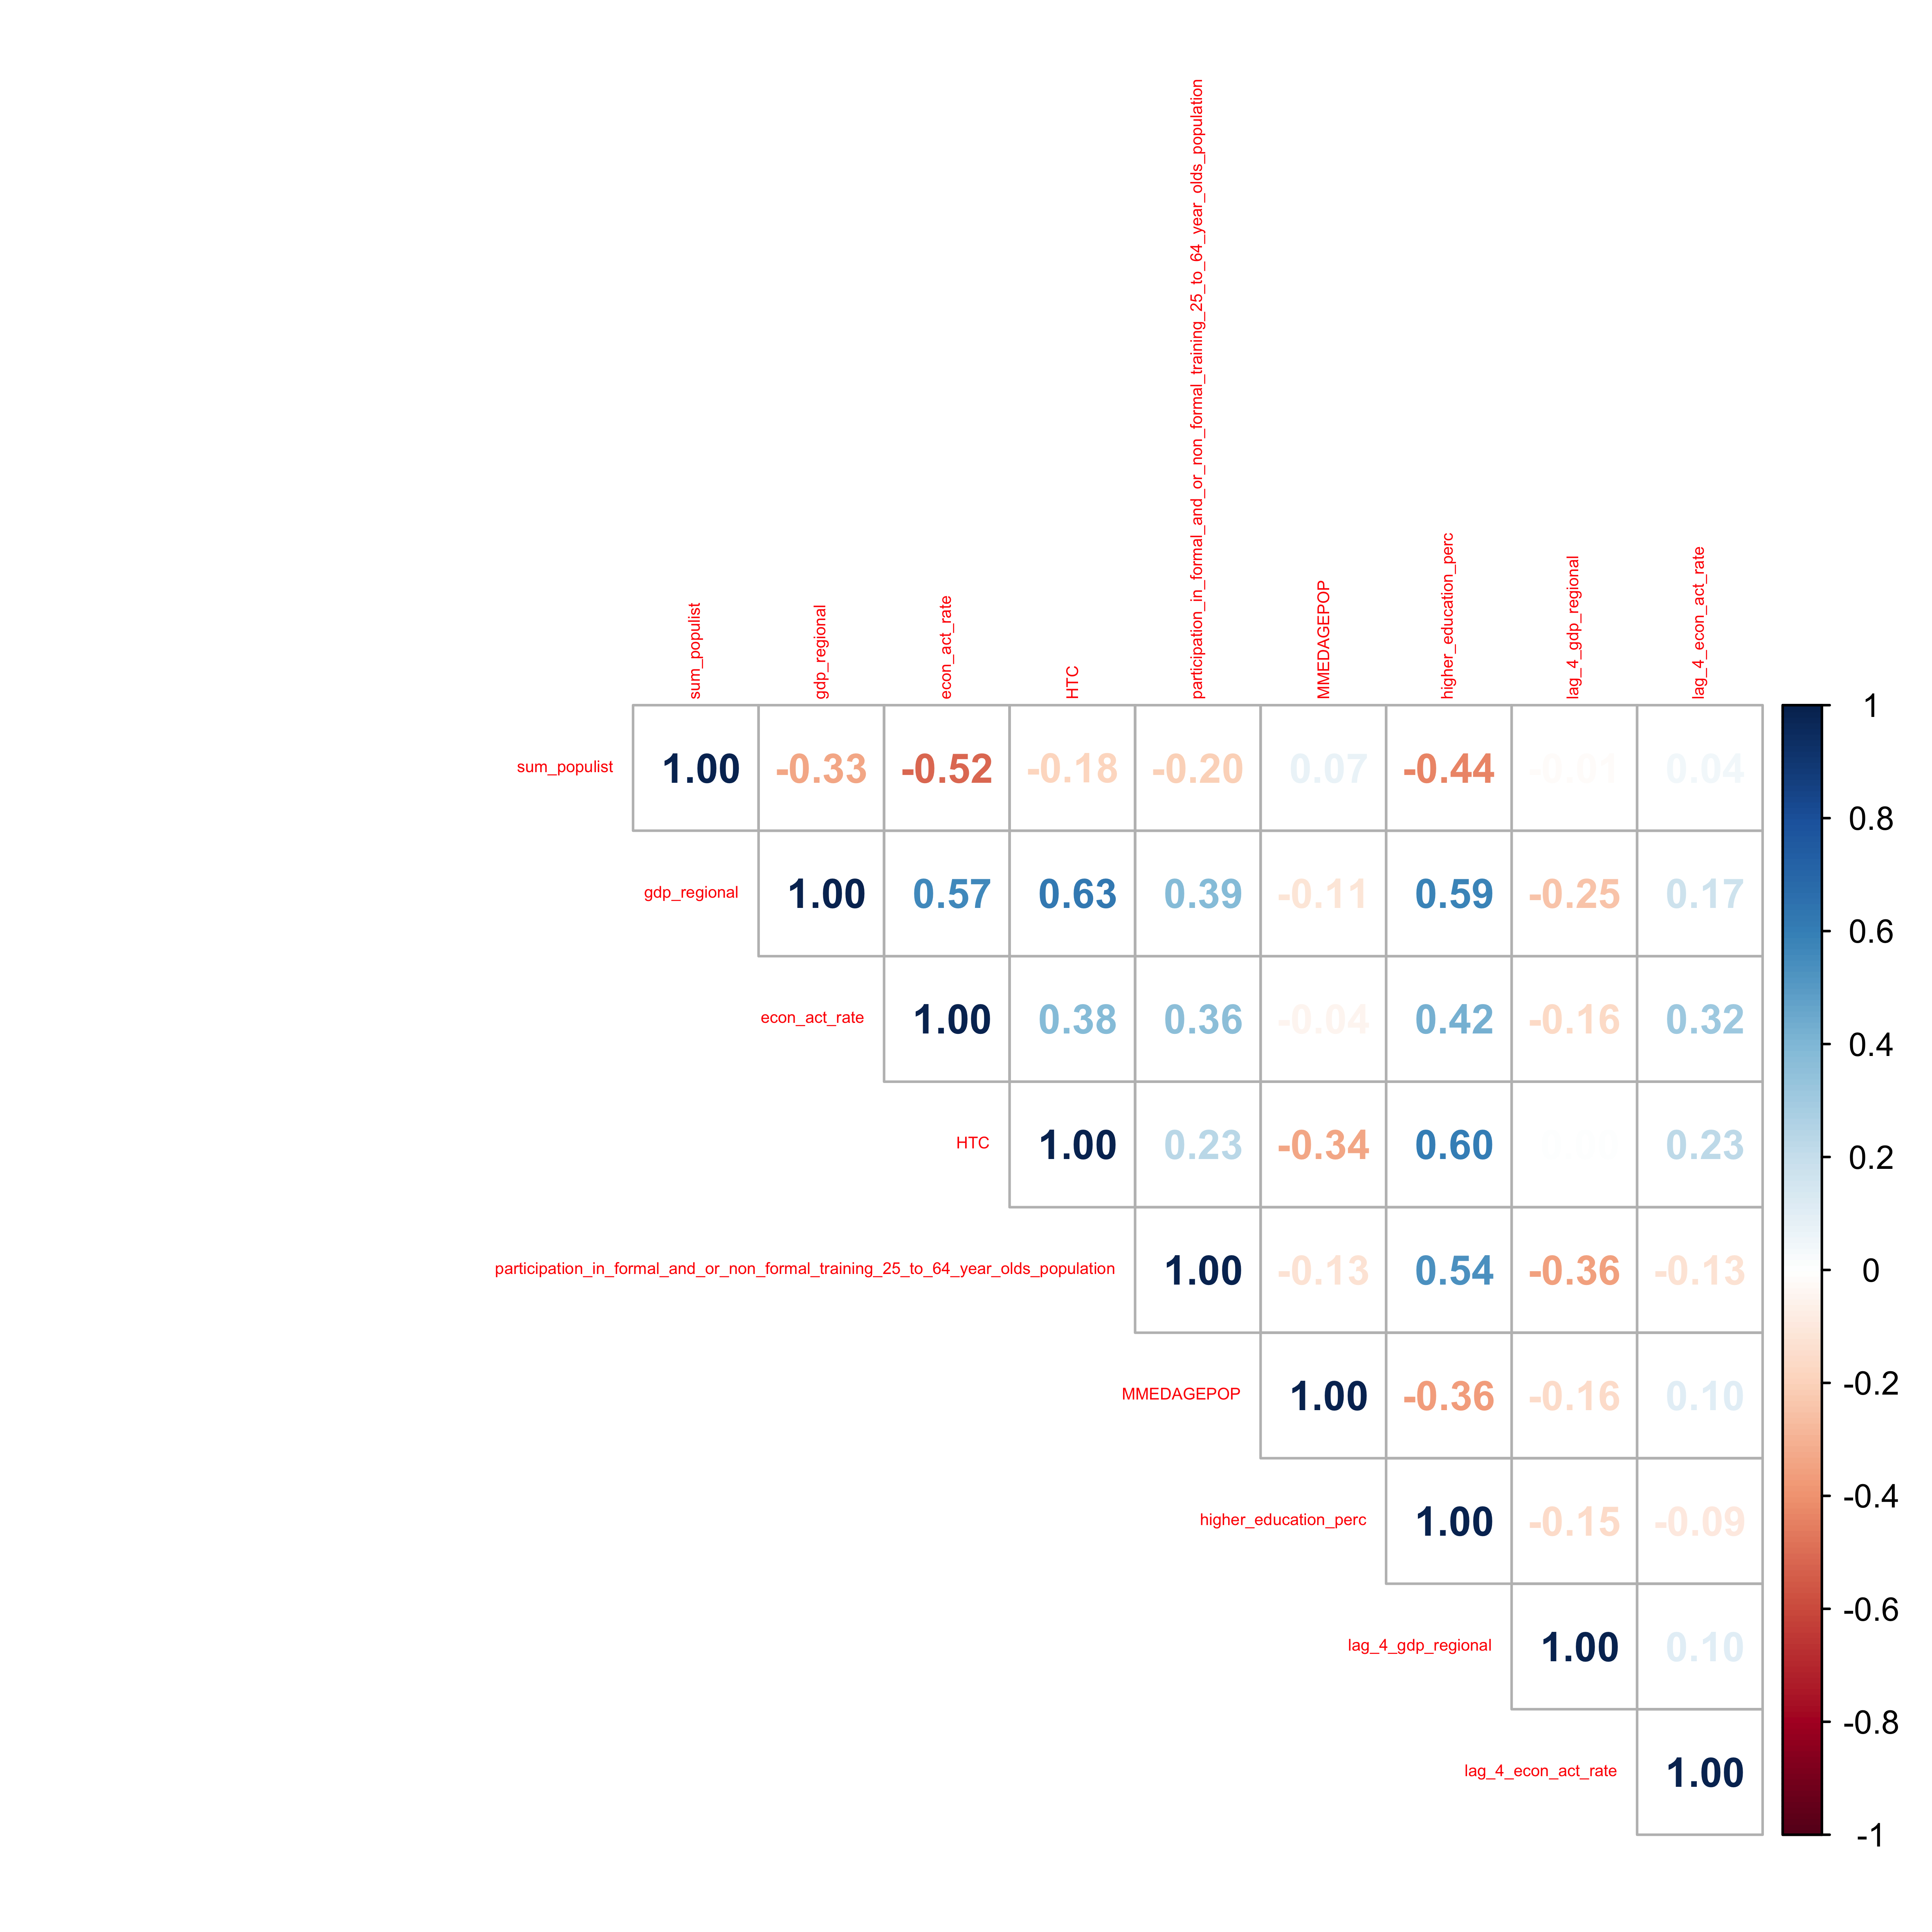 participation_in_formal_and_or_non_formal_training_25_to_64_year_olds_population
sum_populist
gdp_regional
econ_act_rate
HTC
MMEDAGEPOP
higher_education_perc
lag_4_gdp_regional
lag_4_econ_act_rate
sum_populist 1.00 -0.33 -0.52 -0.18 -0.20 0.07 -0.44 -0.01 0.04
gdp_regional 1.00 0.57 0.63 0.39 -0.11 0.59 -0.25 0.17
econ_act_rate 1.00 0.38 0.36 -0.04 0.42 -0.16 0.32
HTC 1.00 0.23 -0.34 0.60 0.23
participation_in_formal_and_or_non_formal_training_25_to_64_year_olds_population 1.00 -0.13 0.54 -0.36 -0.13
MMEDAGEPOP 1.00 -0.36 -0.16 0.10
higher_education_perc 1.00 -0.15 -0.09
lag_4_gdp_regional 1.00 0.10
lag_4_econ_act_rate 1.00
1
0.8
0.6
0.4
0.2
0
-0.2
-0.4
-0.6
-0.8
-1